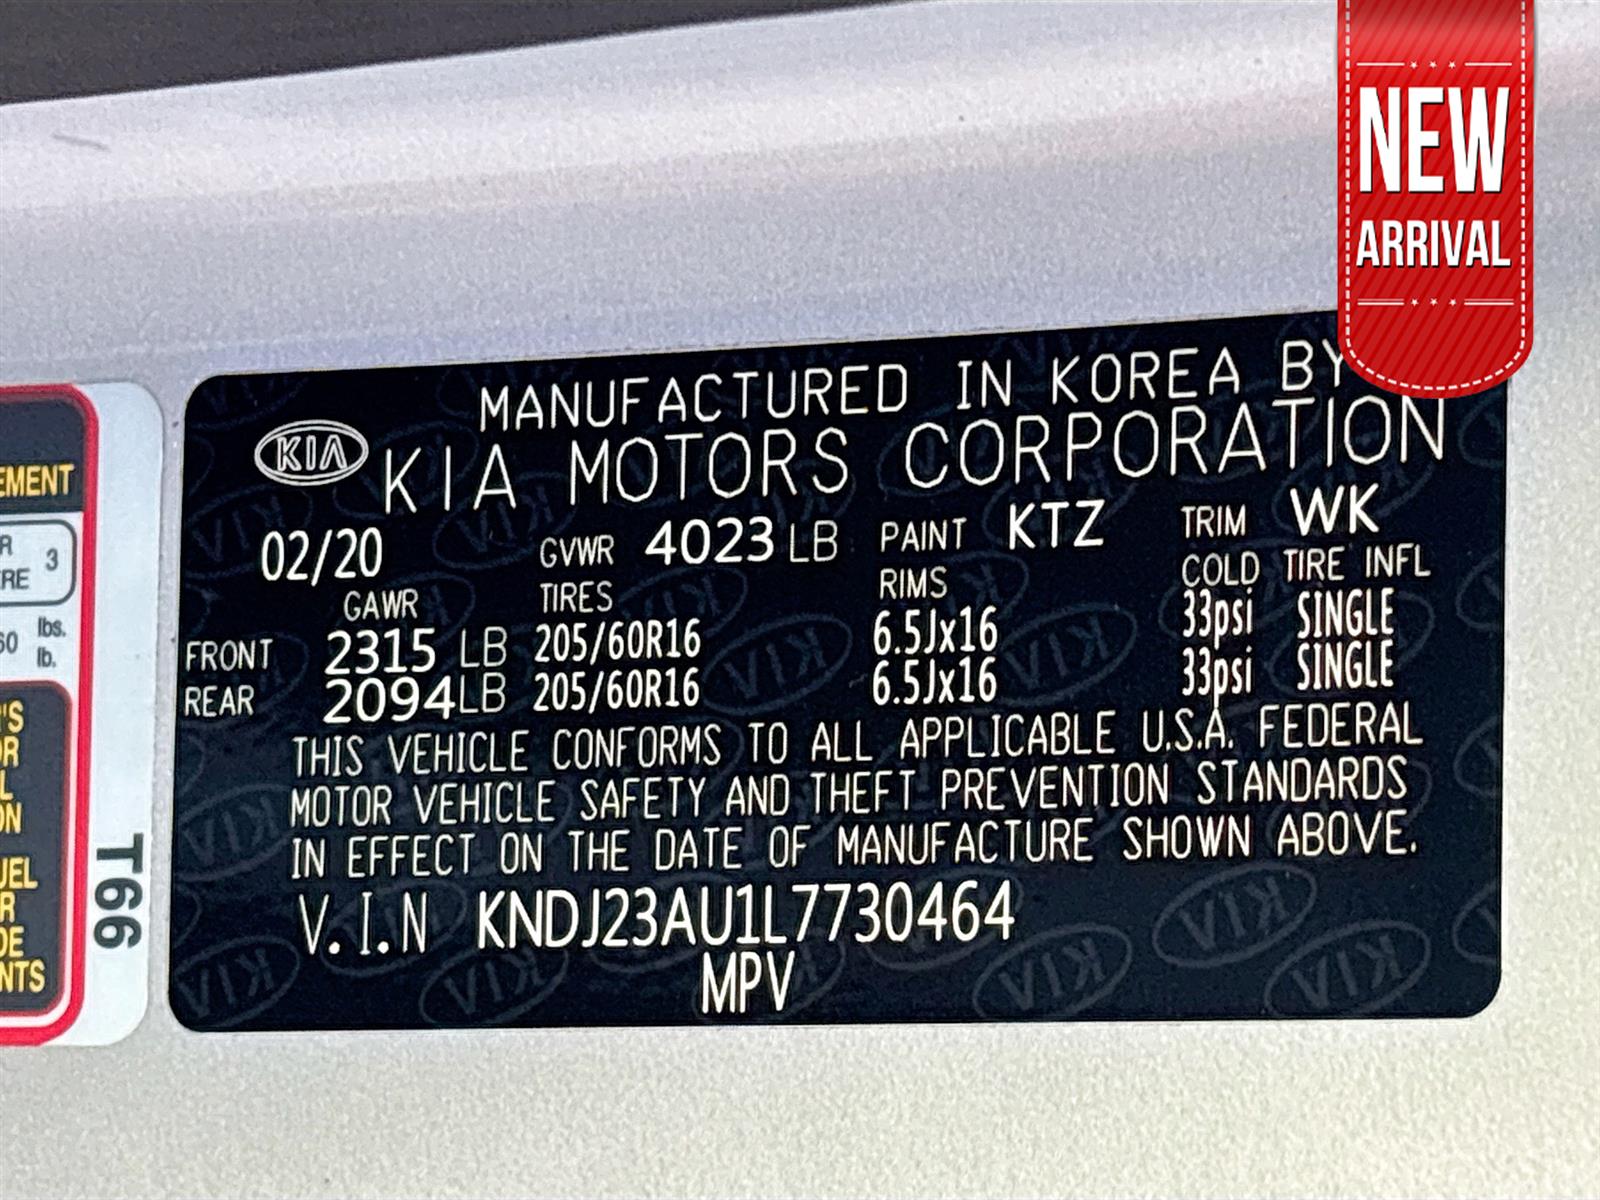 NEW
ARRIVAL
MANUFACTURED IN KOREA BY
KIA KIA MOTORS CORPORATION
02/20 GVWR 4023 LB PAINT KTZ TRIM WK
GAWR TIRES RIMS COLD TIRE INFL
FRONT 2315 LB 205/60R16 6.5Jx16 33psi SINGLE
REAR 2094LB 205/60R16 6.5Jx16 33psi SINGLE
THIS VEHICLE CONFORMS TO ALL APPLICABLE U.S.A. FEDERAL
MOTOR VEHICLE SAFETY AND THEFT PREVENTION STANDARDS
IN EFFECT ON THE DATE OF MANUFACTURE SHOWN ABOVE.
V.I.N KNDJ23AU1L7730464
MPV
T66
3
lbs.
lb.